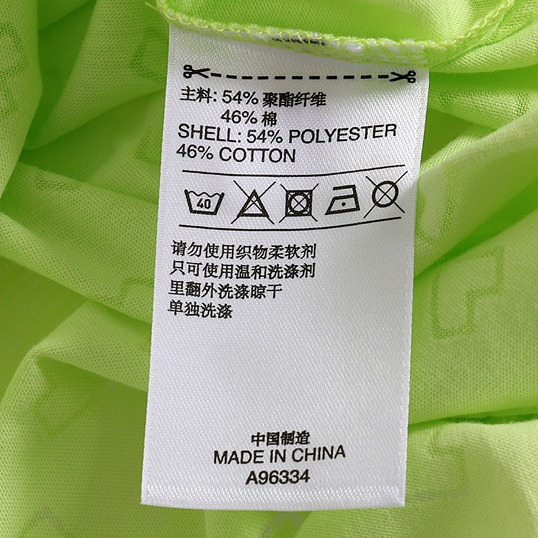 主料: 54% 聚酯纤维
46% 棉
SHELL: 54% POLYESTER
46% COTTON
40
请勿使用织物柔软剂
只可使用温和洗涤剂
里翻外洗涤晾干
单独洗涤
中国制造
MADE IN CHINA
A96334